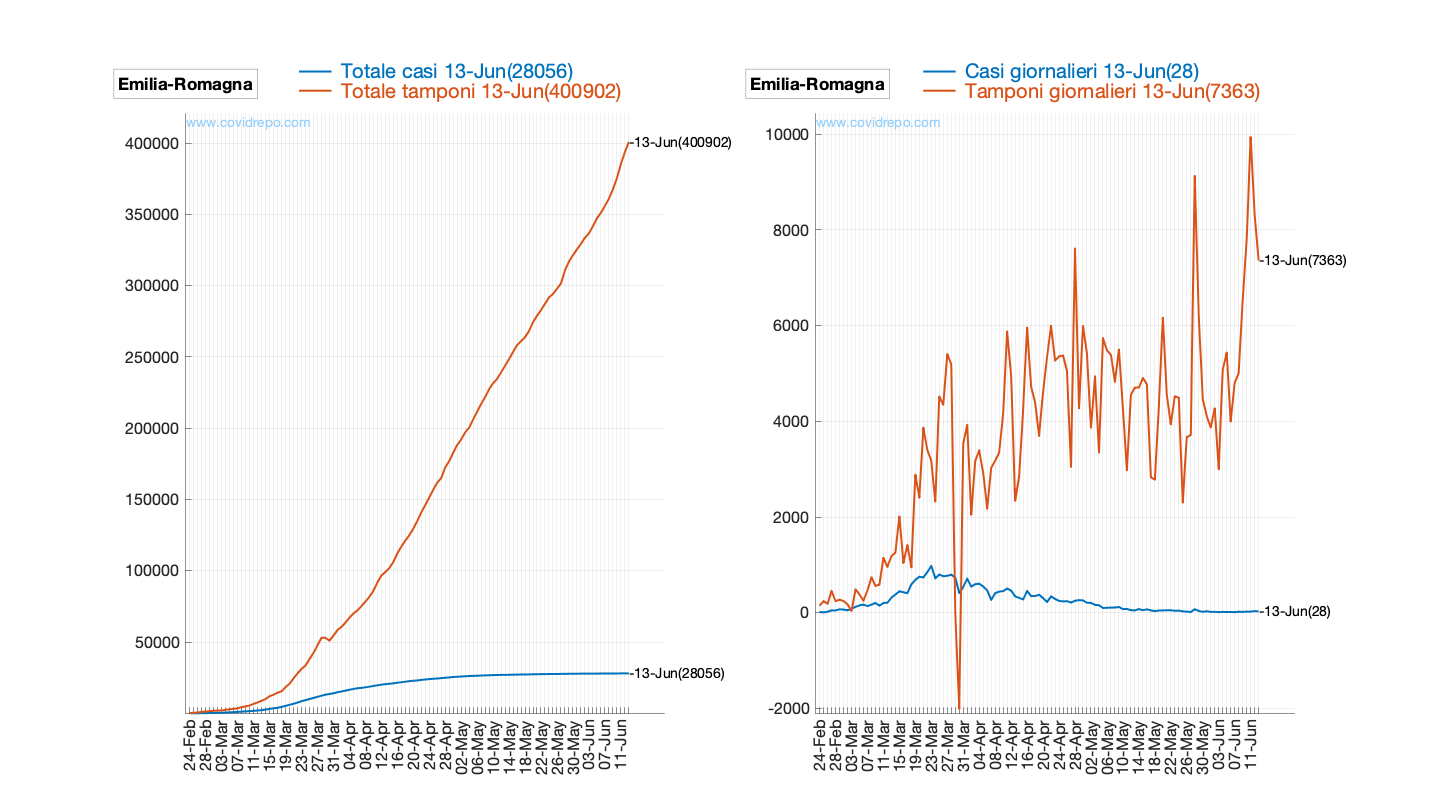 Emilia-Romagna
Totale casi 13-Jun(28056)
Totale tamponi 13-Jun(400902)
www.covidrepo.com
400000
350000
300000
250000
200000
150000
100000
50000
13-Jun(400902)
13-Jun(28056)
24-Feb
28-Feb
03-Mar
07-Mar
11-Mar
15-Mar
19-Mar
23-Mar
27-Mar
31-Mar
04-Apr
08-Apr
12-Apr
16-Apr
20-Apr
24-Apr
28-Apr
02-May
06-May
10-May
14-May
18-May
22-May
26-May
30-May
03-Jun
07-Jun
11-Jun
Emilia-Romagna
Casi giornalieri 13-Jun(28)
Tamponi giornalieri 13-Jun(7363)
www.covidrepo.com
10000
8000
6000
4000
2000
0
-2000
13-Jun(7363)
13-Jun(28)
24-Feb
28-Feb
03-Mar
07-Mar
11-Mar
15-Mar
19-Mar
23-Mar
27-Mar
31-Mar
04-Apr
08-Apr
12-Apr
16-Apr
20-Apr
24-Apr
28-Apr
02-May
06-May
10-May
14-May
18-May
22-May
26-May
30-May
03-Jun
07-Jun
11-Jun